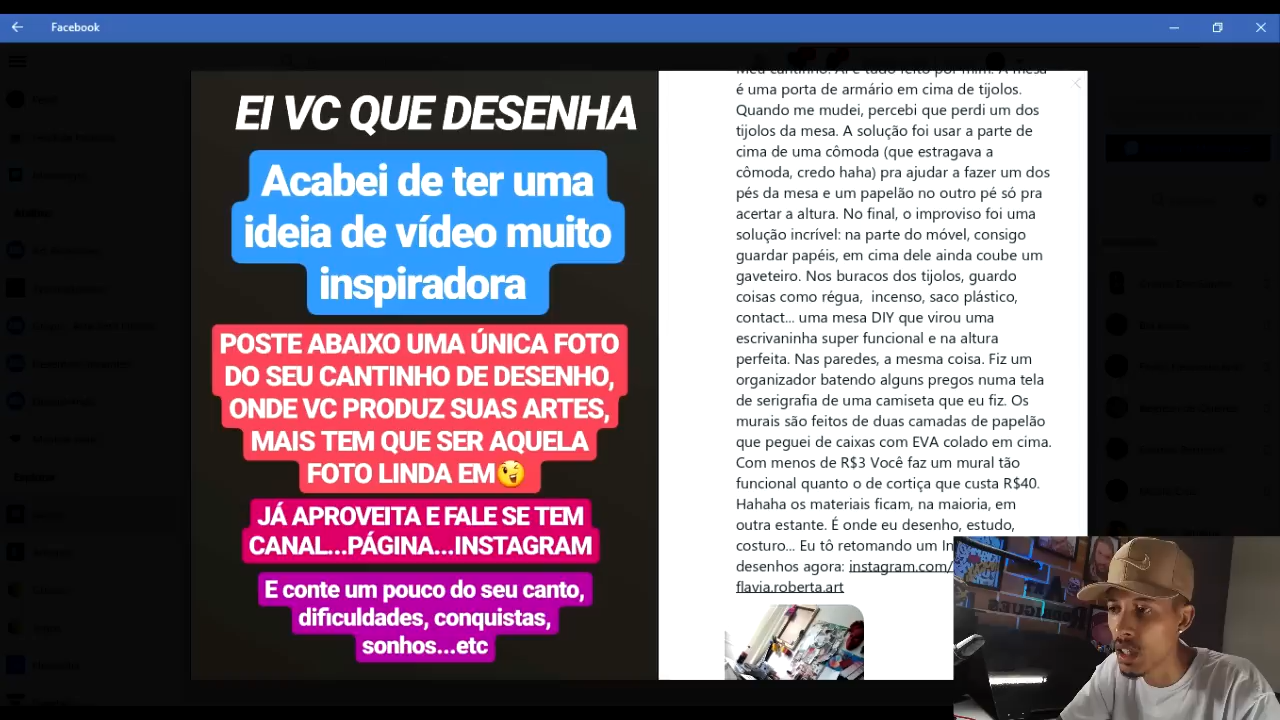 Facebook
EI VC QUE DESENHA
Acabei de ter uma
ideia de vídeo muito
inspiradora
POSTE ABAIXO UMA ÚNICA FOTO
DO SEU CANTINHO DE DESENHO,
ONDE VC PRODUZ SUAS ARTES,
MAIS TEM QUE SER AQUELA
FOTO LINDA EM😉
JÁ APROVEITA E FALE SE TEM
CANAL...PÁGINA...INSTAGRAM
E conte um pouco do seu canto,
dificuldades, conquistas,
sonhos...etc
Meu cantinho. Ai é tudo feito por mim. A mesa
é uma porta de armário em cima de tijolos.
Quando me mudei, percebi que perdi um dos
tijolos da mesa. A solução foi usar a parte de
cima de uma cômoda (que estragava a
cômoda, credo haha) pra ajudar a fazer um dos
pés da mesa e um papelão no outro pé só pra
acertar a altura. No final, o improviso foi uma
solução incrível: na parte do móvel, consigo
guardar papéis, em cima dele ainda coube um
gaveteiro. Nos buracos dos tijolos, guardo
coisas como régua, incenso, saco plástico,
contact... uma mesa DIY que virou uma
escrivaninha super funcional e na altura
perfeita. Nas paredes, a mesma coisa. Fiz um
organizador batendo alguns pregos numa tela
de serigrafia de uma camiseta que eu fiz. Os
murais são feitos de duas camadas de papelão
que peguei de caixas com EVA colado em cima.
Com menos de R$3 Você faz um mural tão
funcional quanto o de cortiça que custa R$40.
Hahaha os materiais ficam, na maioria, em
outra estante. É onde eu desenho, estudo,
costuro... Eu tô retomando um In
desenhos agora: instagram.com/
flavia.roberta.art